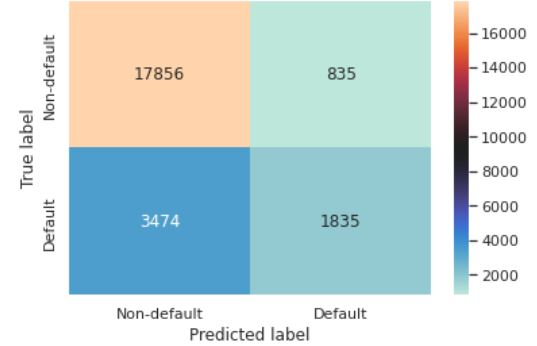 Non-default
17856
835
Default
3474
1835
True label
Non-default
Default
Predicted label
16000
14000
12000
10000
8000
6000
4000
2000